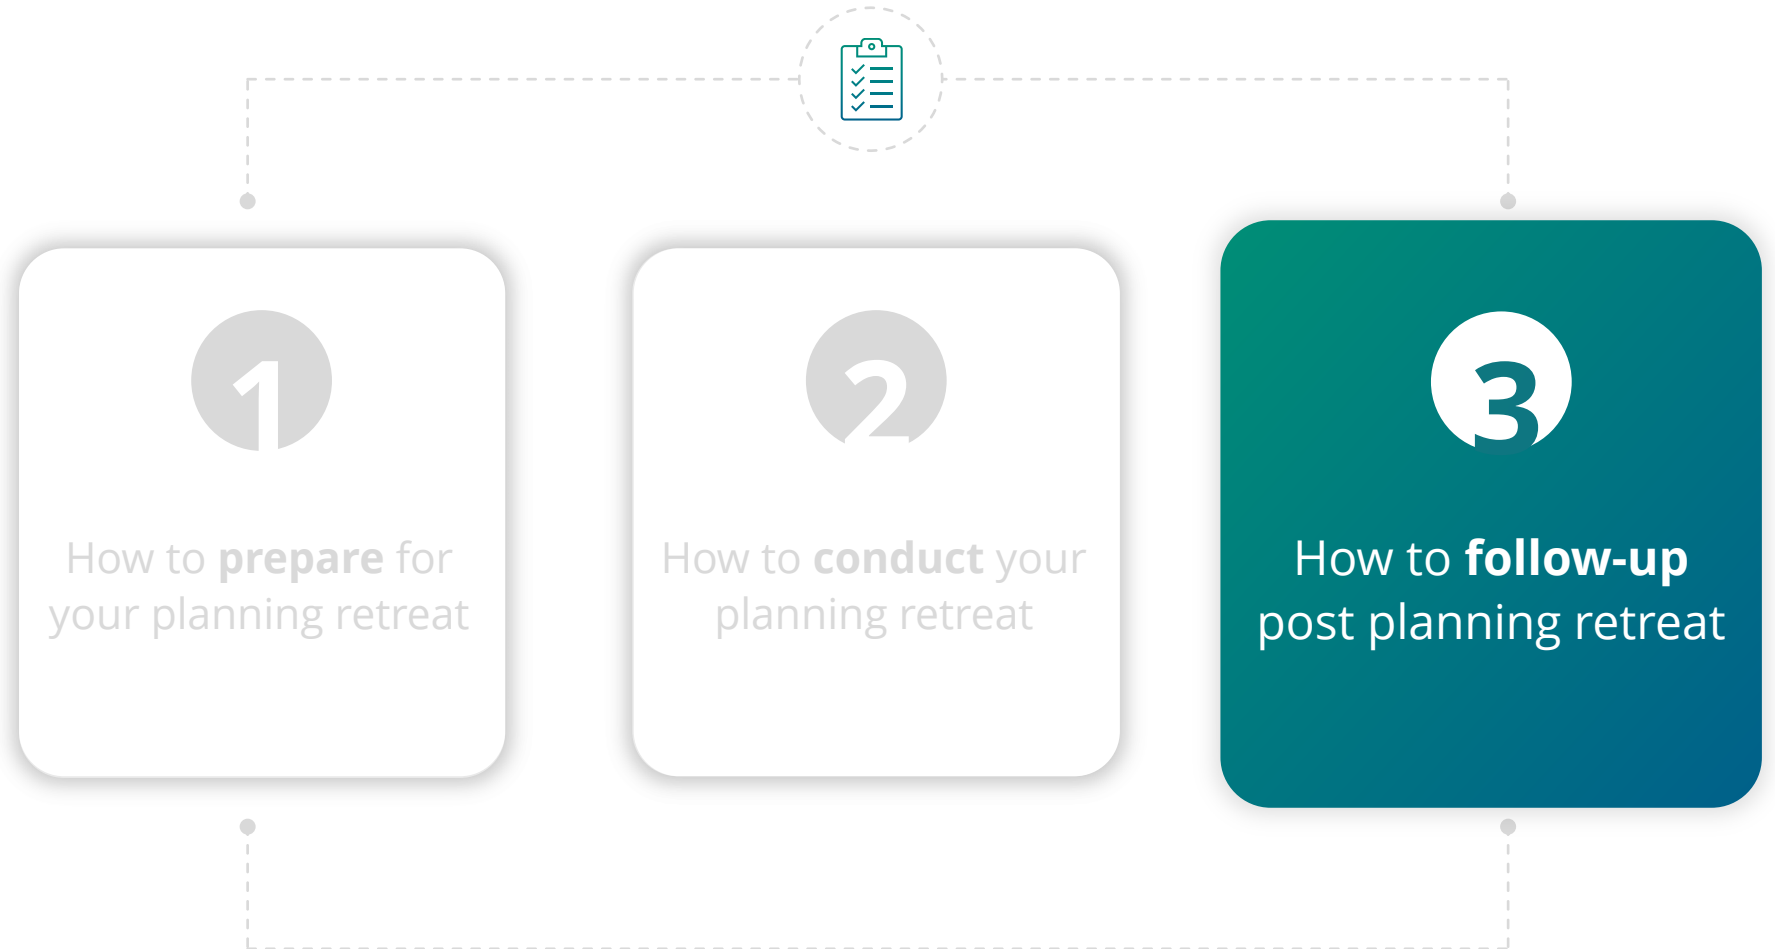 1
How to prepare for
your planning retreat
2
How to conduct your
planning retreat
3
How to follow-up
post planning retreat